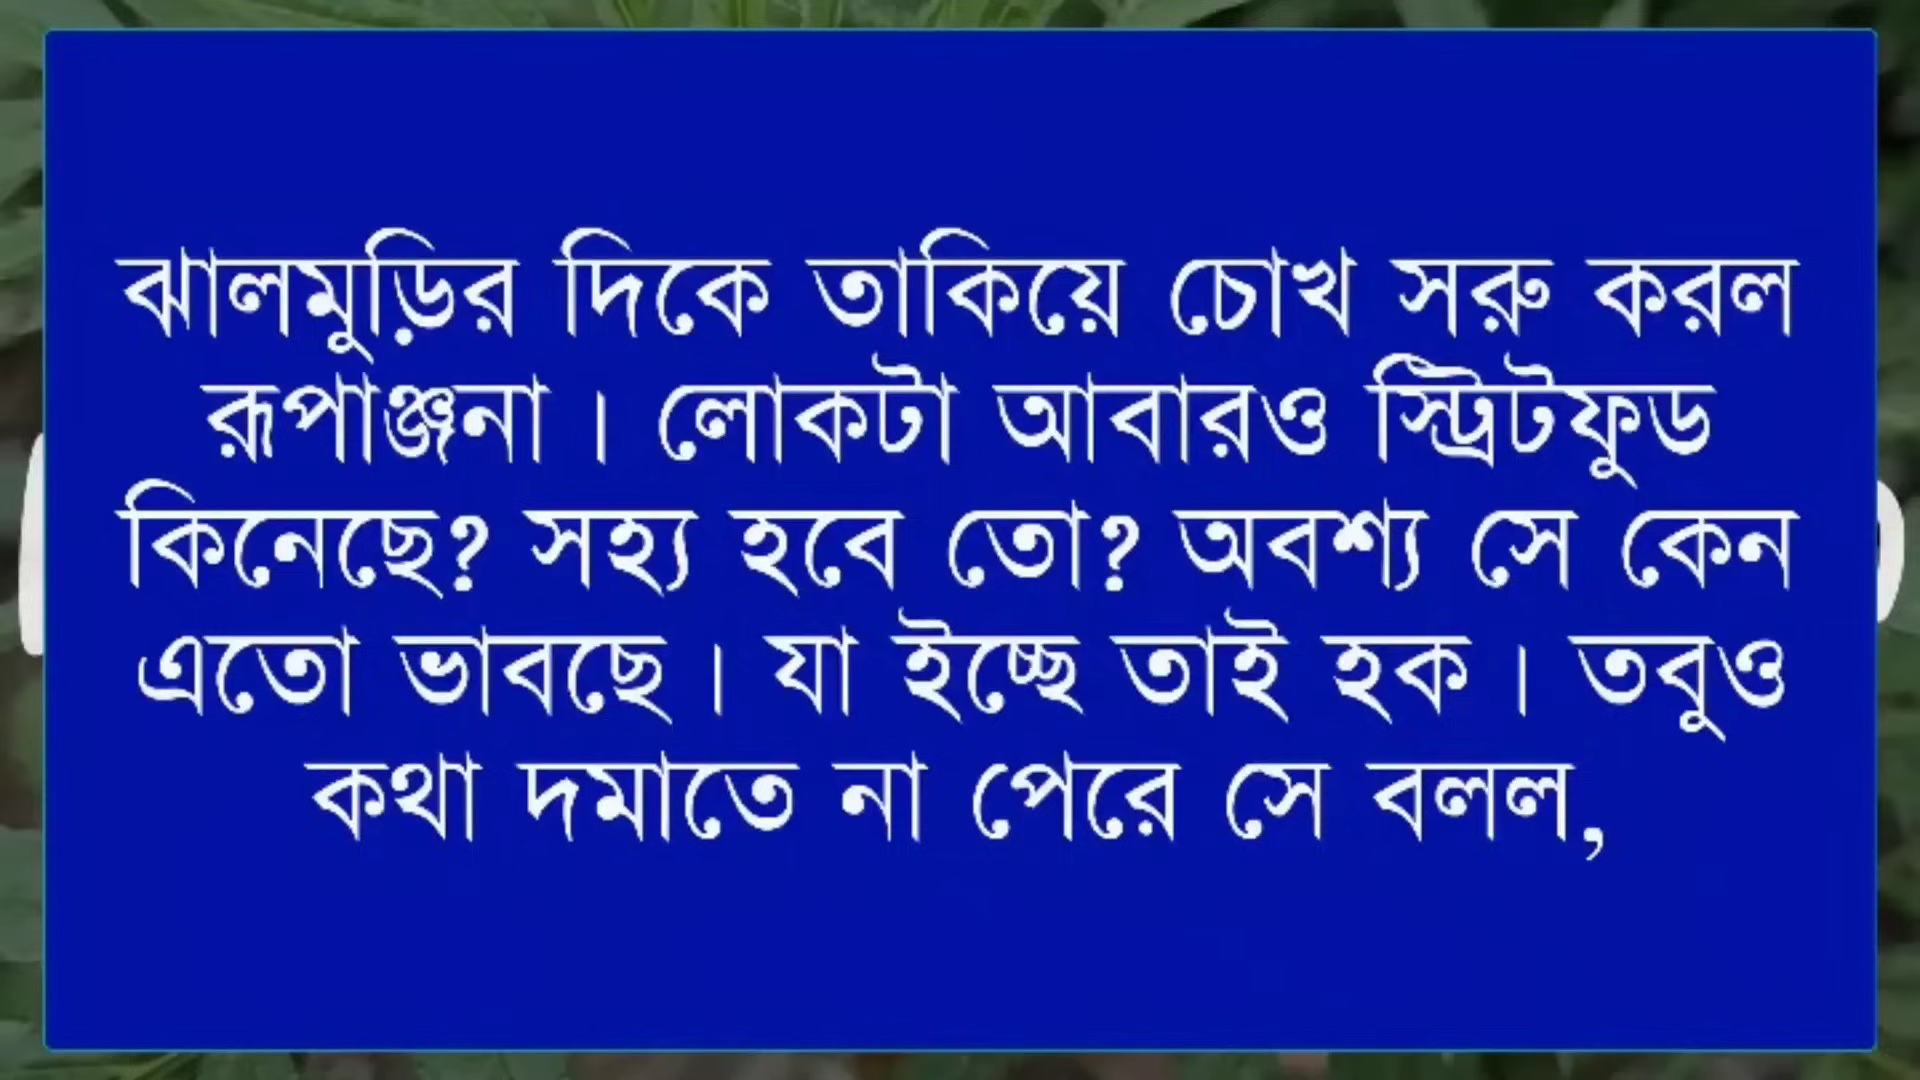 ঝালমুড়ির দিকে তাকিয়ে চোখ সরু করল
রূপাঞ্জনা। লোকটা আবারও স্ট্রিটফুড
কিনেছে? সহ্য হবে তো? অবশ্য সে কেন
এতো ভাবছে। যা ইচ্ছে তাই হক। তবুও
কথা দমাতে না পেরে সে বলল,